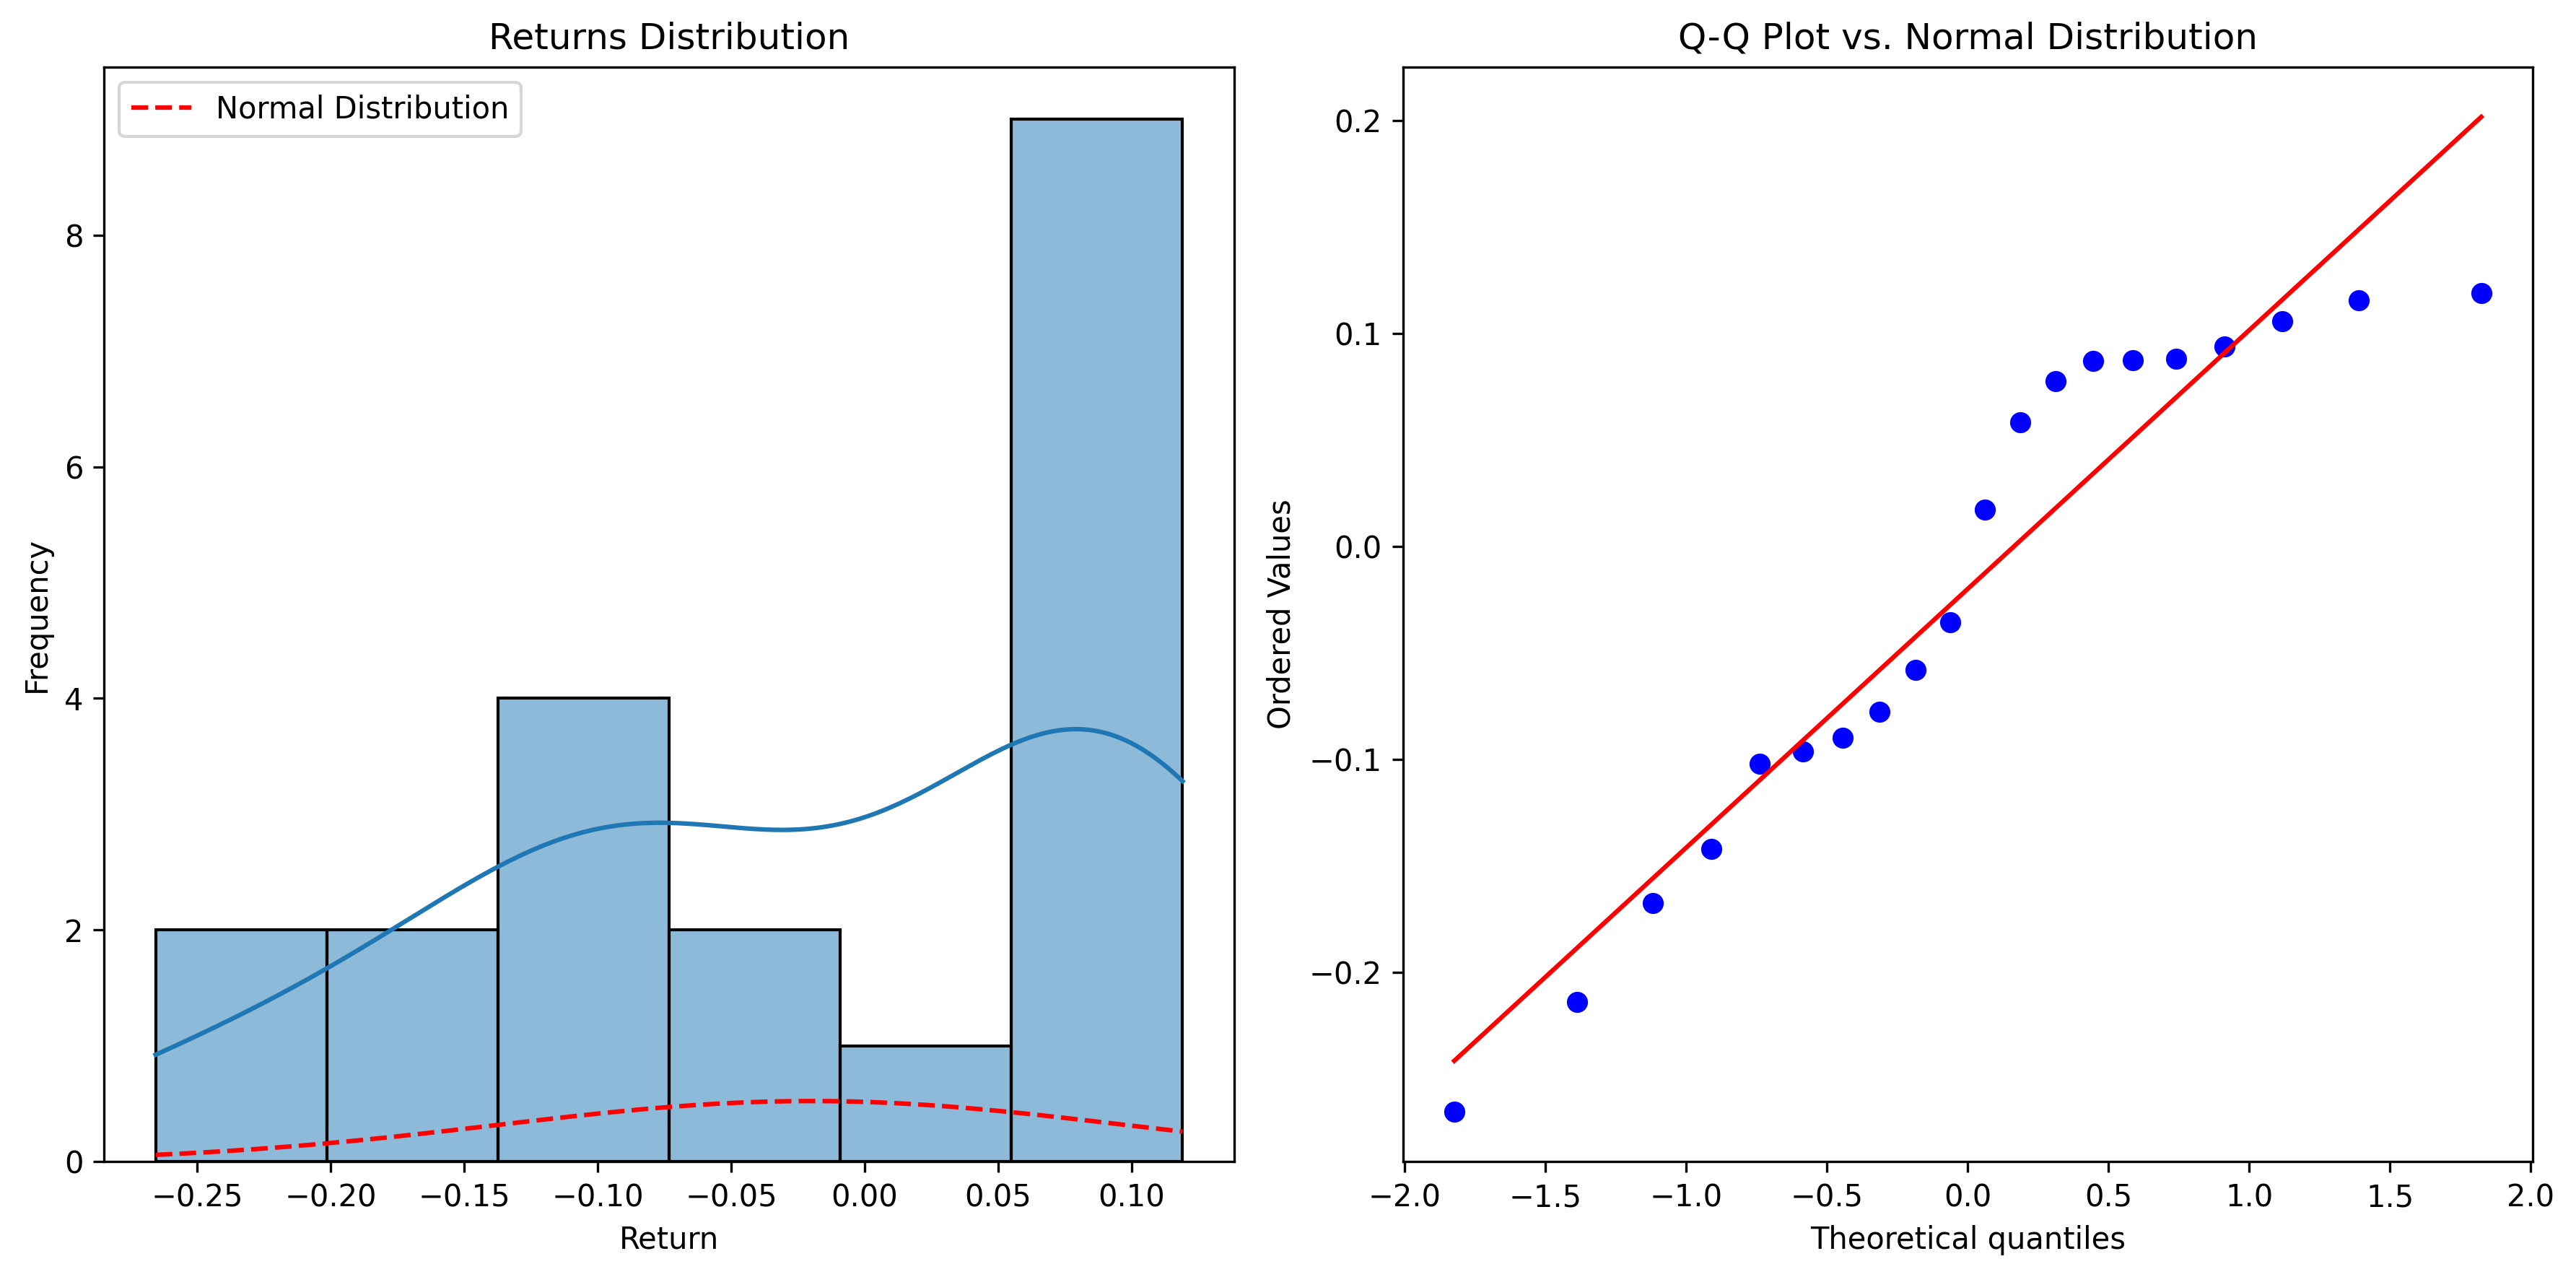 Returns Distribution
Normal Distribution
Frequency
8
6
4
2
0
−0.25 −0.20 −0.15 −0.10 −0.05 0.00 0.05 0.10
Return
Q-Q Plot vs. Normal Distribution
Ordered Values
0.2
0.1
0.0
−0.1
−0.2
−2.0 −1.5 −1.0 −0.5 0.0 0.5 1.0 1.5 2.0
Theoretical quantiles